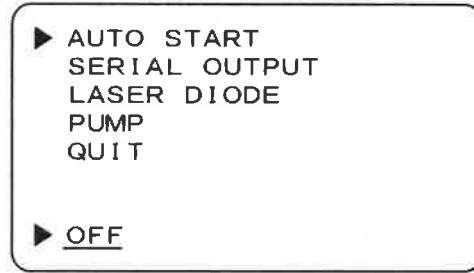 ▶ AUTO START
SERIAL OUTPUT
LASER DIODE
PUMP
QUIT
▶ OFF